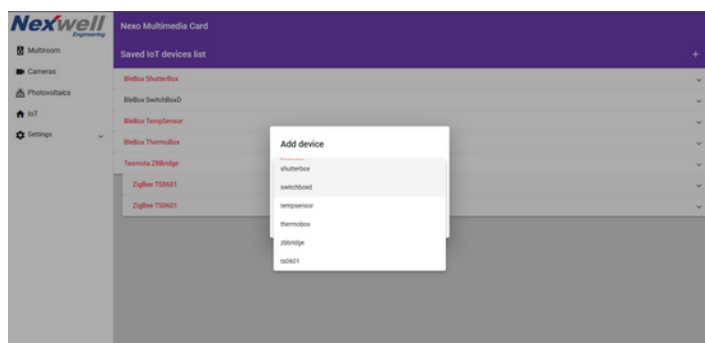 Nexwell
Engineering
Nexo Multimedia Card
Multiroom
Saved IoT devices list
+
Cameras
BleBox ShutterBox
Photovoltaics
BleBox SwitchBoxD
IoT
BleBox TempSensor
Settings
BleBox ThermoBox
Add device
Tasmota ZBBridge
shutterbox
ZigBee TS0601
switchboxd
ZigBee TS0601
tempsensor
thermobox
zbbridge
ts0601